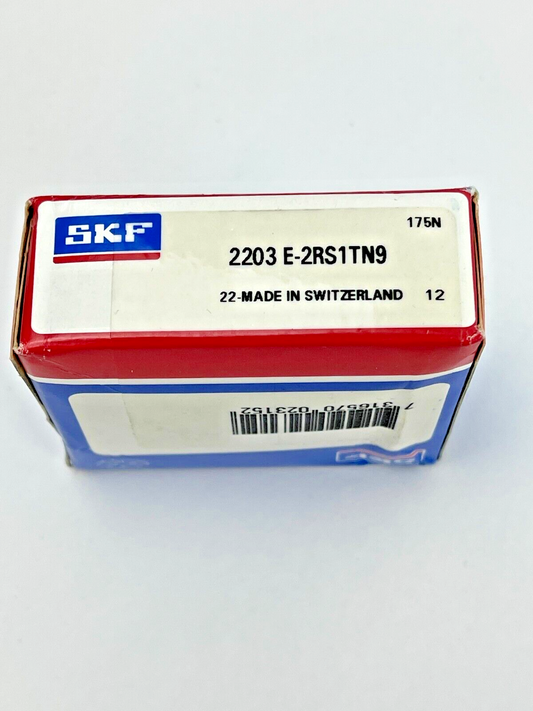 SKF
175N
2203 E-2RS1TN9
22-MADE IN SWITZERLAND 12
7 316570 023152